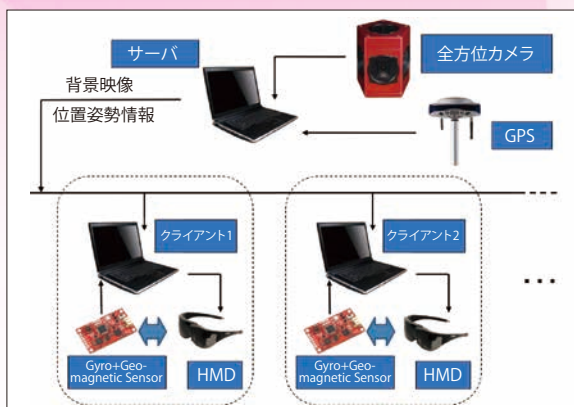 サーバ
全方位カメラ
背景映像
位置姿勢情報
GPS
クライアント1
クライアント2
Gyro+Geo-
magnetic Sensor
HMD
Gyro+Geo-
magnetic Sensor
HMD